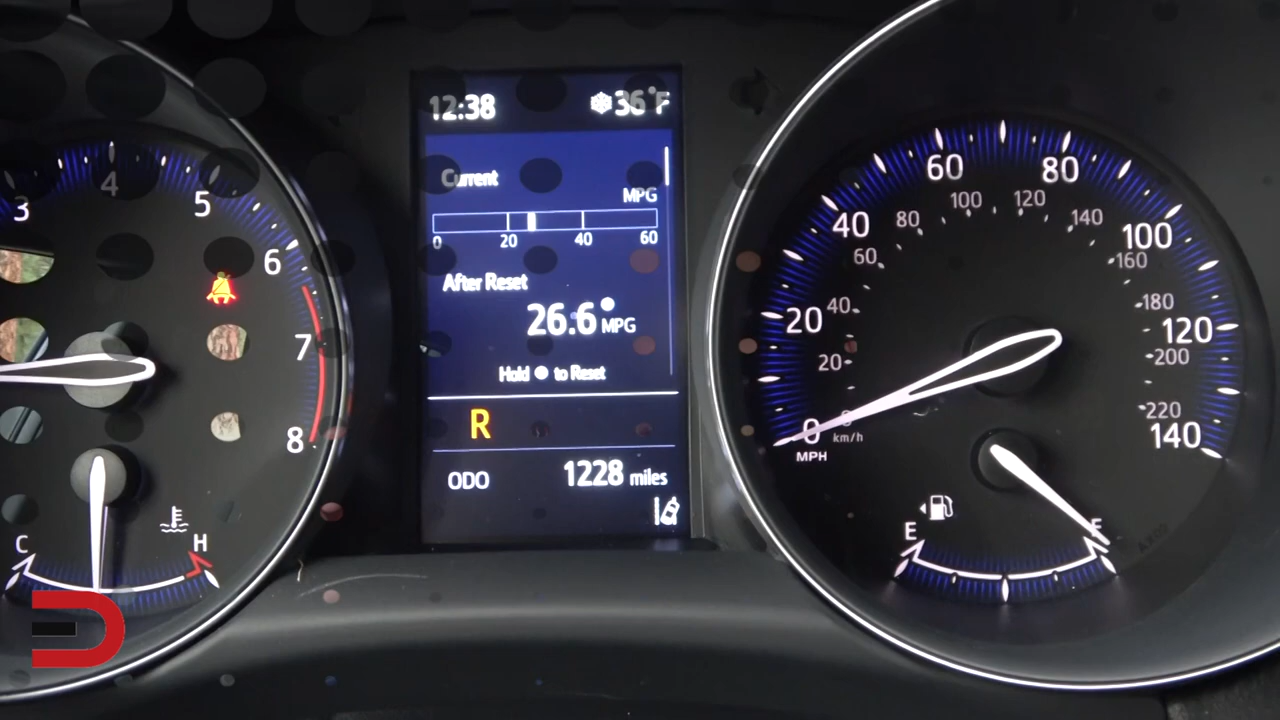 12:38 36°F
Current
MPG
0 20 40 60
After Reset
26.6 MPG
Hold to Reset
R
ODO 1228 miles
3 4 5 6 7 8
C H
0 20 40 60 80 100 120 140
MPH
0 20 40 60 80 100 120 140 160 180 200 220
km/h
E F